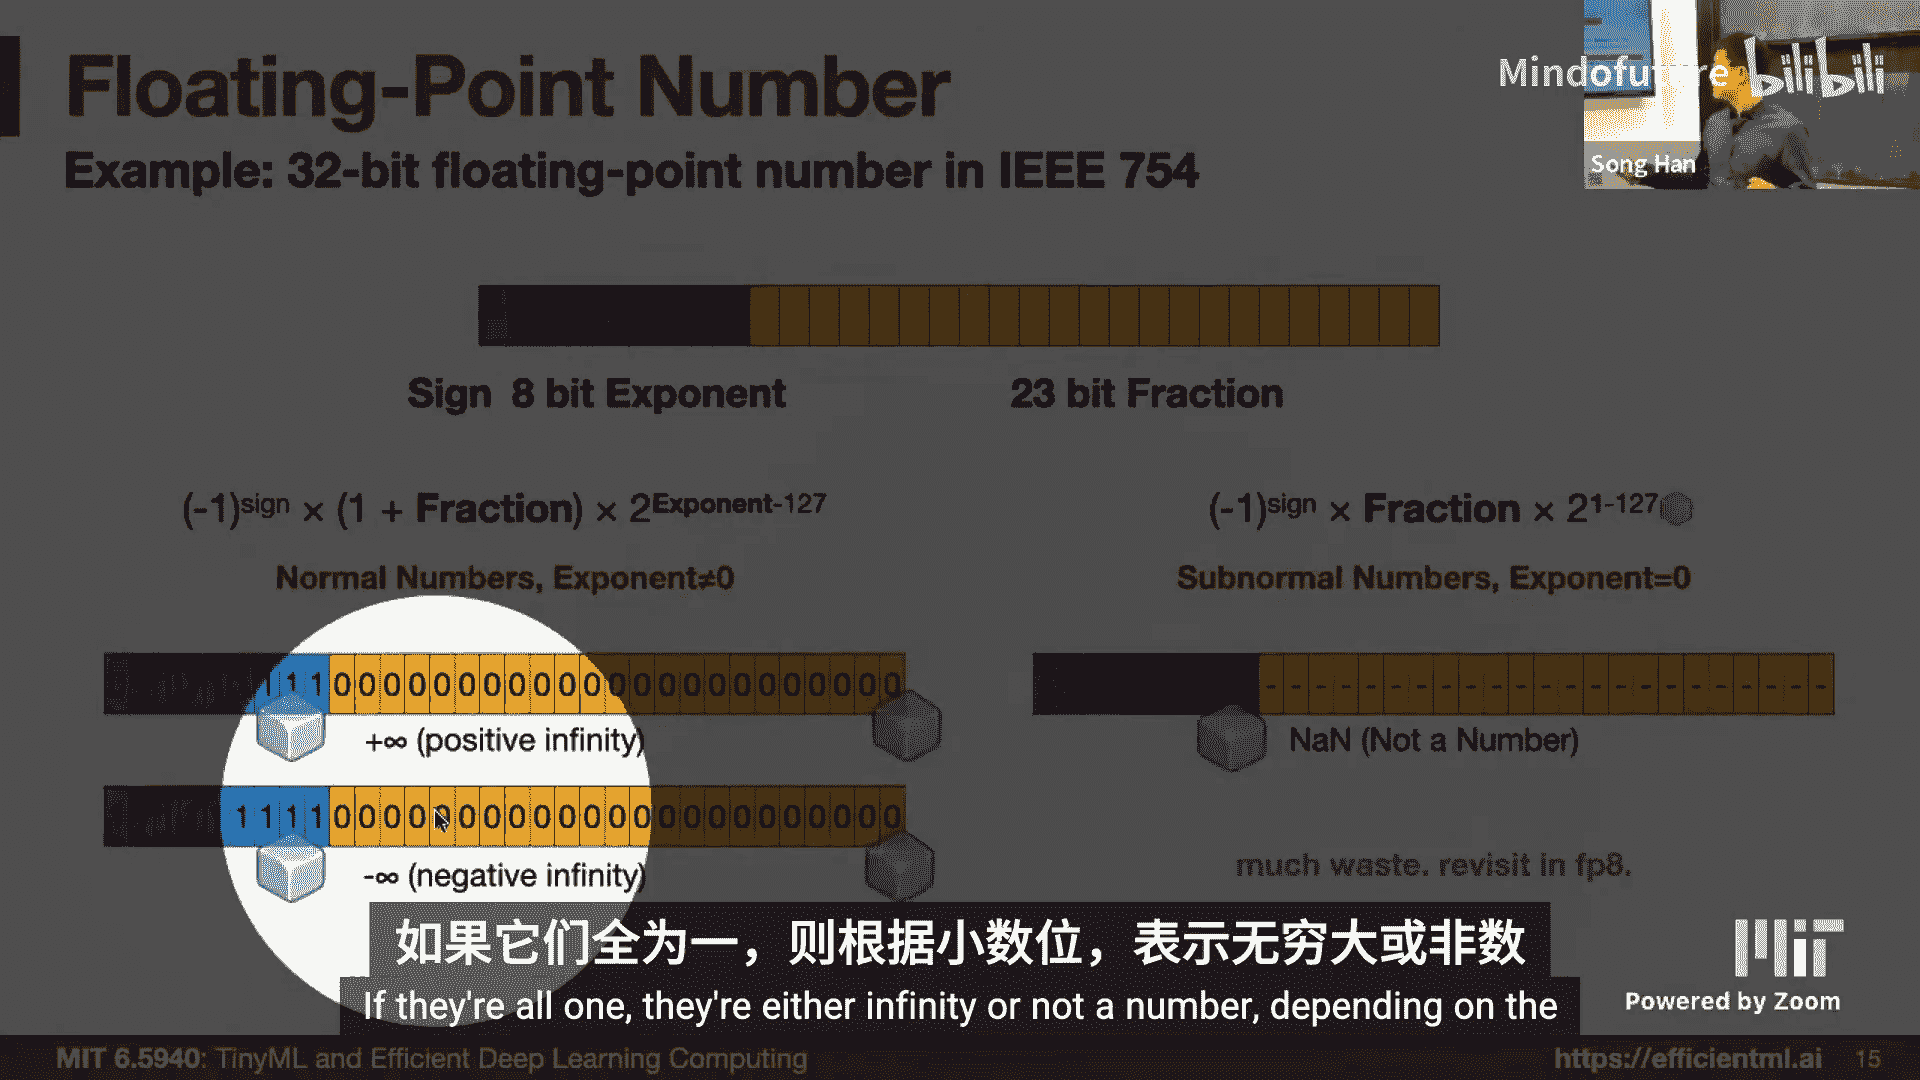 Floating-Point Number
Mindofuture bilibili
Example: 32-bit floating-point number in IEEE 754
Song Han
Sign 8 bit Exponent
23 bit Fraction
(-1)^sign × (1 + Fraction) × 2^Exponent-127
(-1)^sign × Fraction × 2^1-127
Normal Numbers, Exponent≠0
Subnormal Numbers, Exponent=0
1 1 1 0 0 0 0 0 0 0 0 0 0 0 0 0 0 0 0 0 0 0 0 0 0 0
- - - - - - - - - - - - - - - - - - - - - - -
+∞ (positive infinity)
NaN (Not a Number)
1 1 1 1 0 0 0 0 0 0 0 0 0 0 0 0 0 0 0 0 0 0 0 0 0 0 0
-∞ (negative infinity)
much waste. revisit in fp8.
如果它们全为一，则根据小数位，表示无穷大或非数
If they're all one, they're either infinity or not a number, depending on the
MIT
Powered by Zoom
MIT 6.5940: TinyML and Efficient Deep Learning Computing
https://efficientml.ai
15